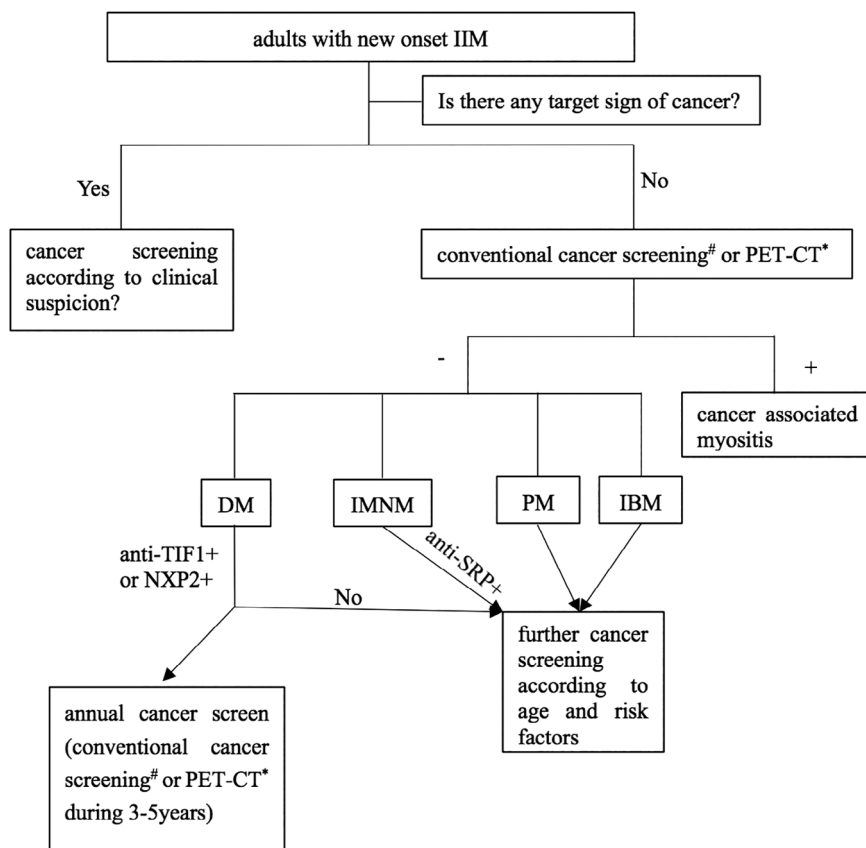 adults with new onset IIM
Is there any target sign of cancer?
Yes
No
cancer screening
according to clinical
suspicion?
conventional cancer screening# or PET-CT*
-
+
cancer associated
myositis
DM
IMNM
PM
IBM
anti-TIF1+
or NXP2+
anti-SRP+
No
further cancer
screening
according to
age and risk
factors
annual cancer screen
(conventional cancer
screening# or PET-CT*
during 3-5years)